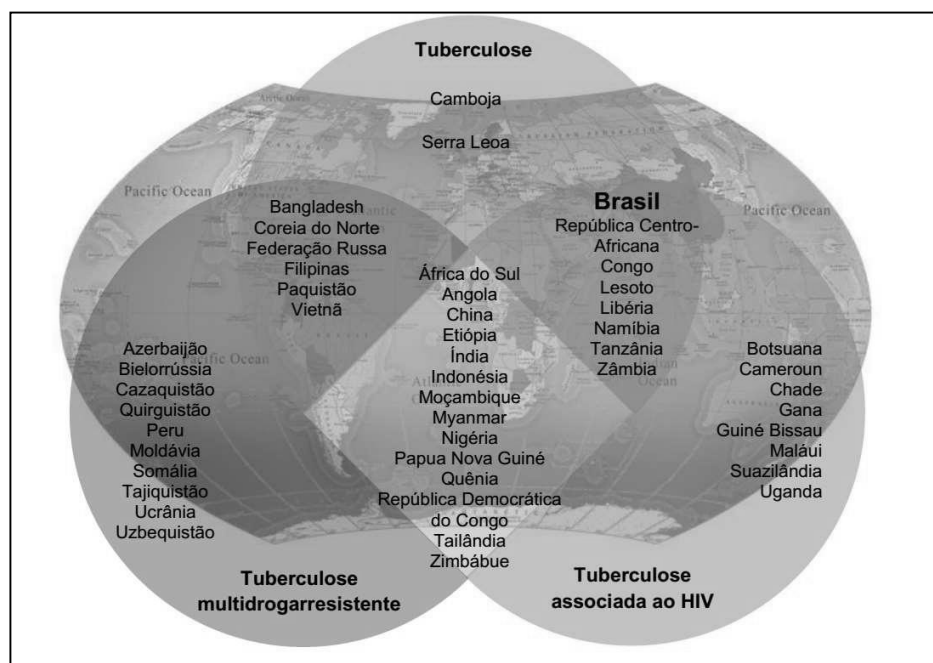 Tuberculose
Camboja
Serra Leoa
Pacific Ocean
Pacific Ocean
Bangladesh
Coreia do Norte
Federação Russa
Filipinas
Paquistão
Vietnã
Brasil
República Centro-
Africana
Congo
Lesoto
Libéria
Namíbia
Tanzânia
Zâmbia
África do Sul
Angola
China
Etiópia
Índia
Indonésia
Moçambique
Myanmar
Nigéria
Papua Nova Guiné
Quênia
República Democrática
do Congo
Tailândia
Zimbábue
Azerbaijão
Bielorrússia
Cazaquistão
Quirguistão
Peru
Moldávia
Somália
Tajiquistão
Ucrânia
Uzbequistão
Botsuana
Cameroun
Chade
Gana
Guiné Bissau
Maláui
Suazilândia
Uganda
Tuberculose
multidrogarresistente
Tuberculose
associada ao HIV